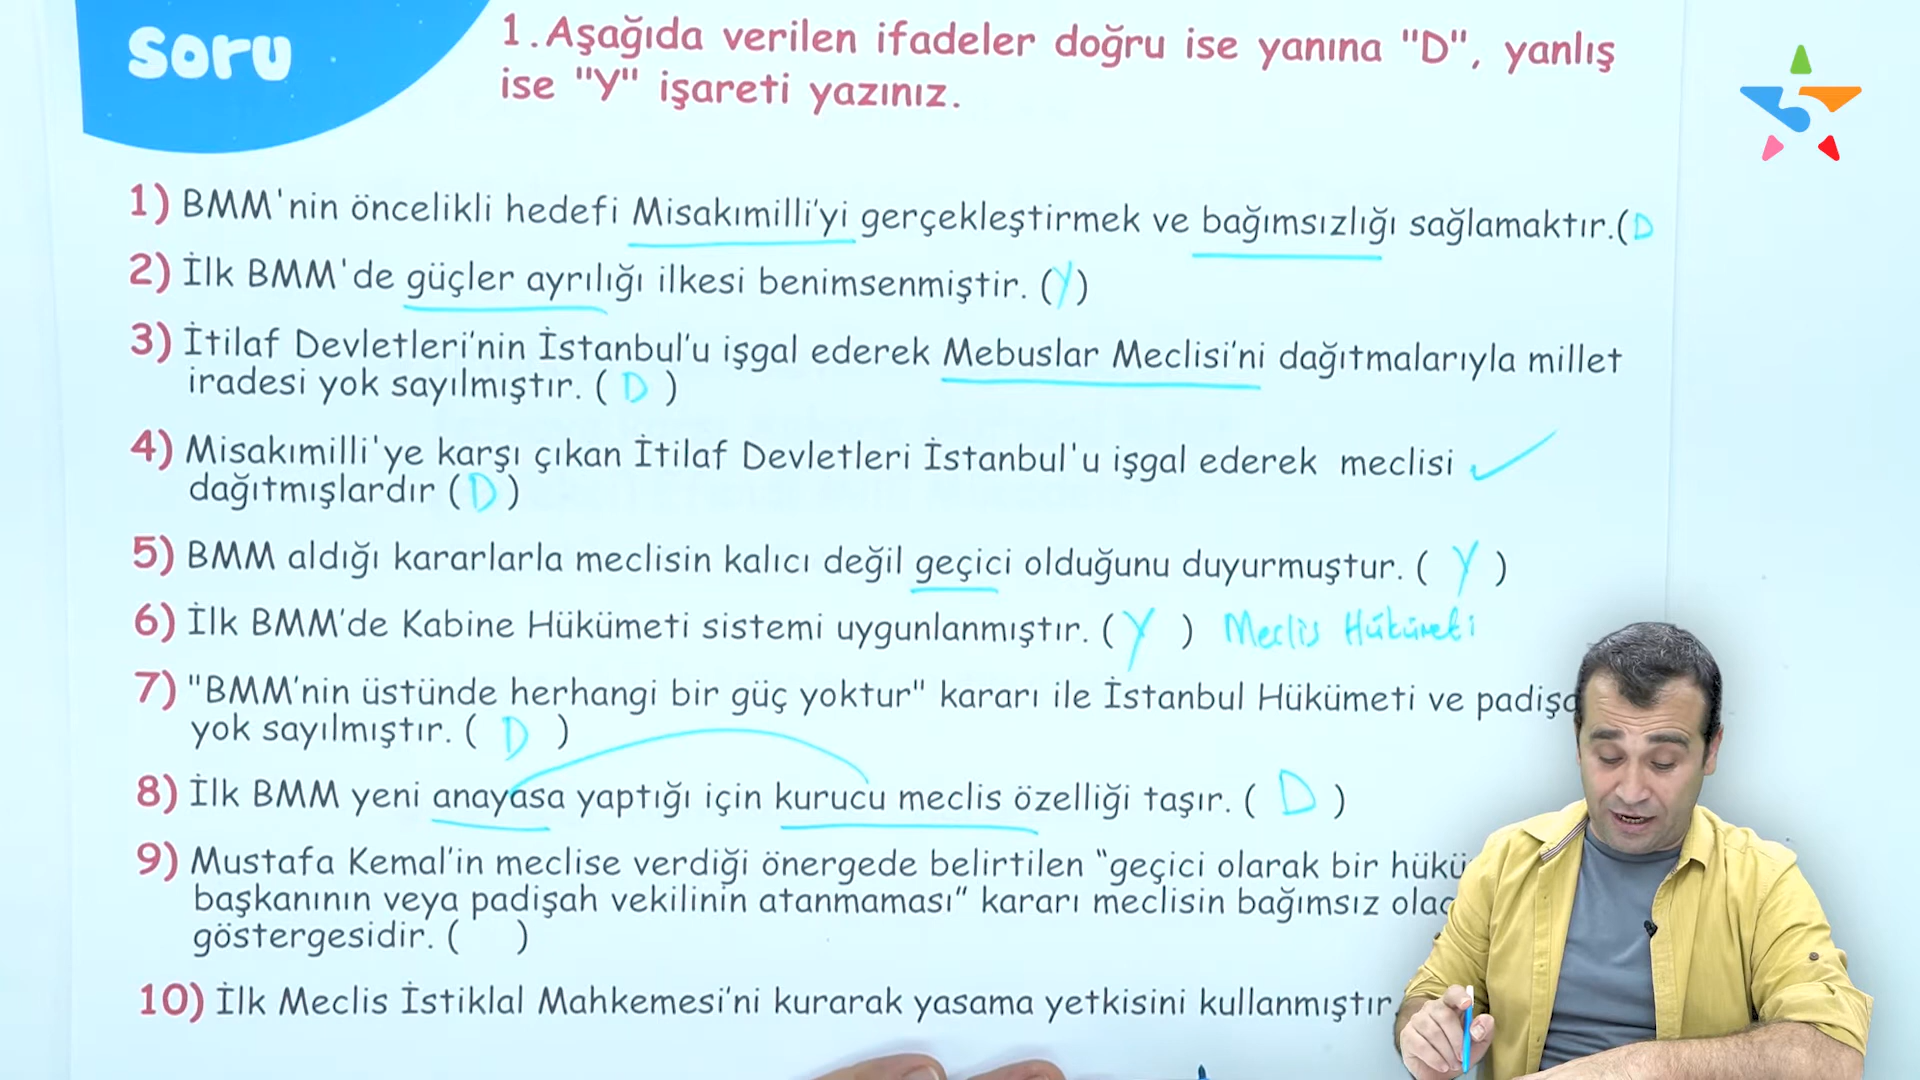 soru
1.Aşağıda verilen ifadeler doğru ise yanına "D", yanlış
ise "Y" işareti yazınız.
1) BMM'nin öncelikli hedefi Misakımilli'yi gerçekleştirmek ve bağımsızlığı sağlamaktır.(D
2) İlk BMM'de güçler ayrılığı ilkesi benimsenmiştir. (Y)
3) İtilaf Devletleri'nin İstanbul'u işgal ederek Mebuslar Meclisi'ni dağıtmalarıyla millet
iradesi yok sayılmıştır. ( D )
4) Misakımilli'ye karşı çıkan İtilaf Devletleri İstanbul'u işgal ederek meclisi
dağıtmışlardır ( D )
5) BMM aldığı kararlarla meclisin kalıcı değil geçici olduğunu duyurmuştur. ( Y )
6) İlk BMM'de Kabine Hükümeti sistemi uygunlanmıştır. ( Y ) Meclis Hükümeti
7) "BMM'nin üstünde herhangi bir güç yoktur" kararı ile İstanbul Hükümeti ve
yok sayılmıştır. ( D )
8) İlk BMM yeni anayasa yaptığı için kurucu meclis özelliği taşır. ( D )
9) Mustafa Kemal'in meclise verdiği önergede belirtilen "geçici olarak bir
başkanının veya padişah vekilinin atanmaması" kararı meclisin bağımsız
göstergesidir. ( )
10) İlk Meclis İstiklal Mahkemesi'ni kurarak yasama yetkisini kullanmıştır.
5